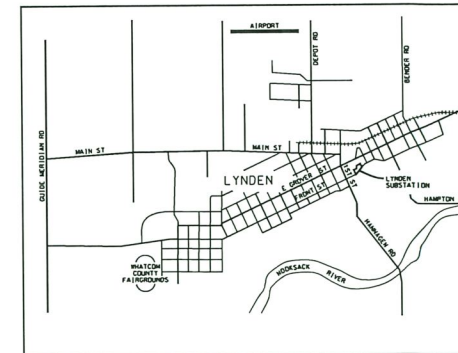 AIRPORT
DEPOT RD
BENDER RD
GUIDE MERIDIAN RD
MAIN ST
MAIN ST
LYNDEN
E GROVER ST
FRONT ST
1ST ST
LYNDEN
SUBSTATION
HAMPTON
HANNEGAN RD
WHATCOM
COUNTY
FAIRGROUNDS
NOOKSACK RIVER